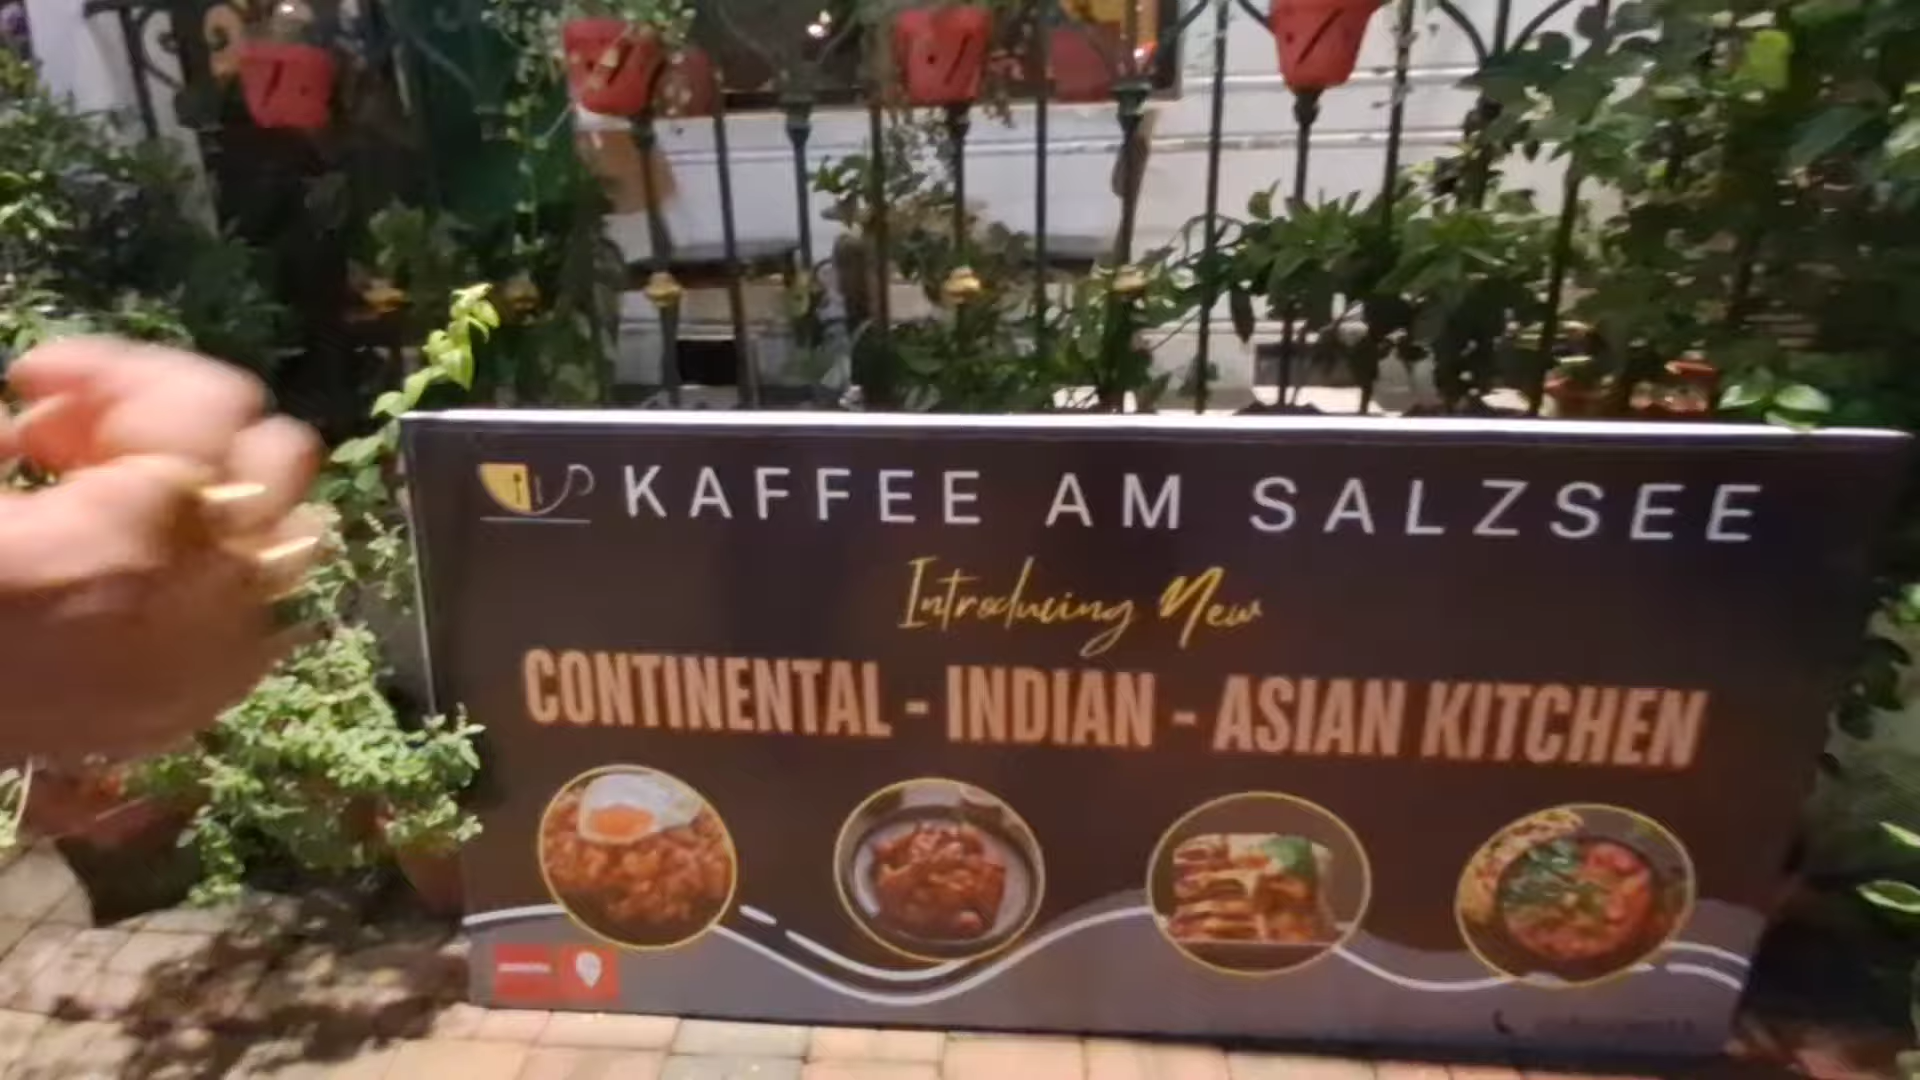 KAFFEE AM SALZSEE
Introducing New
CONTINENTAL - INDIAN - ASIAN KITCHEN